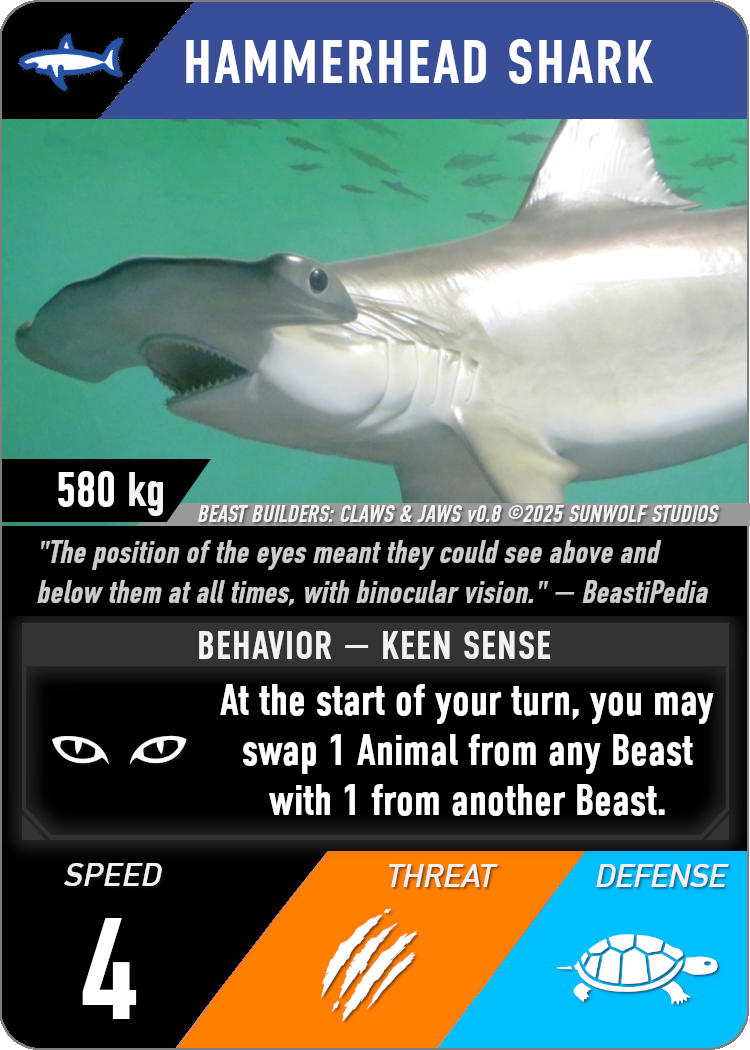 HAMMERHEAD SHARK
580 kg
BEAST BUILDERS: CLAWS & JAWS v0.8 ©2025 SUNWOLF STUDIOS
"The position of the eyes meant they could see above and
below them at all times, with binocular vision." — BeastiPedia
BEHAVIOR — KEEN SENSE
At the start of your turn, you may
swap 1 Animal from any Beast
with 1 from another Beast.
SPEED THREAT DEFENSE
4